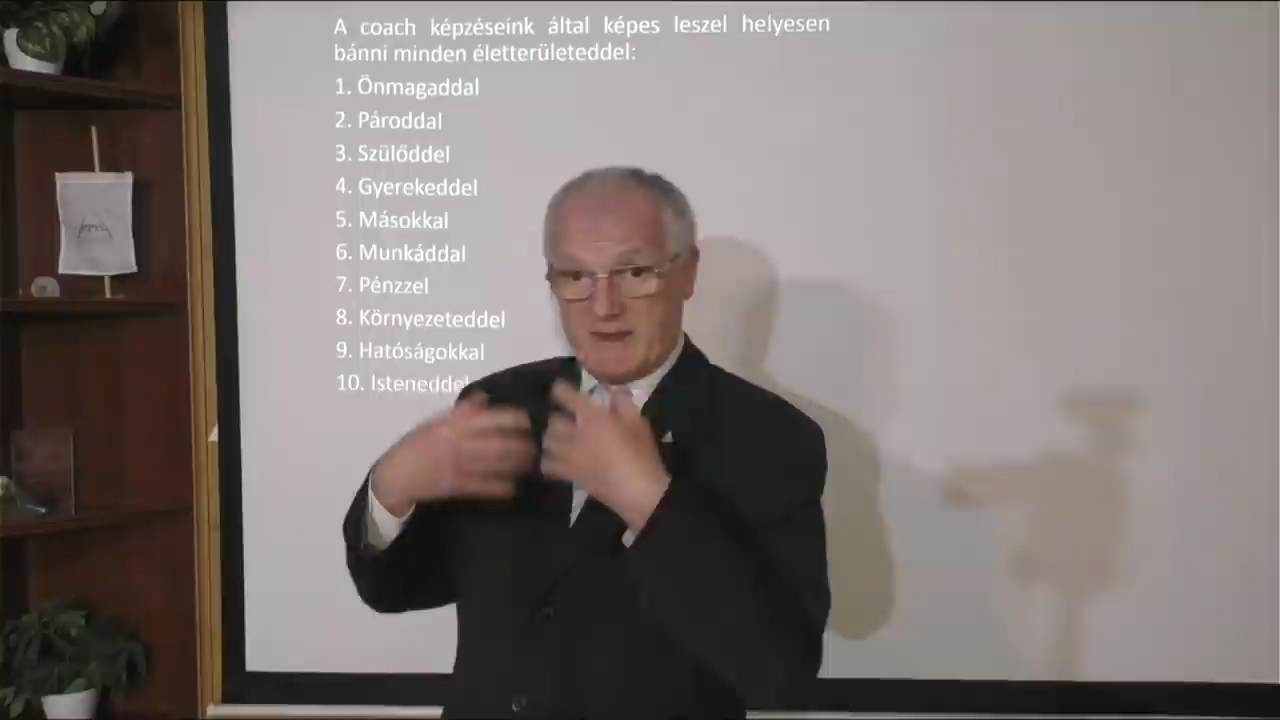 A coach képzéseink által képes leszel helyesen
bánni minden életterületeddel:
1. Önmagaddal
2. Pároddal
3. Szülőddel
4. Gyerekeddel
5. Másokkal
6. Munkáddal
7. Pénzzel
8. Környezeteddel
9. Hatóságokkal
10. Isteneddel